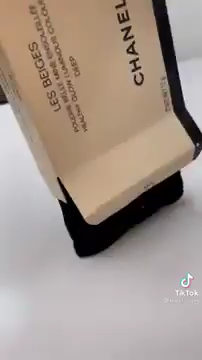 LES BEIGES
POUDRE BELLE MINE ENSOLEILLÉE
HEALTHY GLOW LUMINOUS COLOUR
DEEP
CHANEL
TikTok